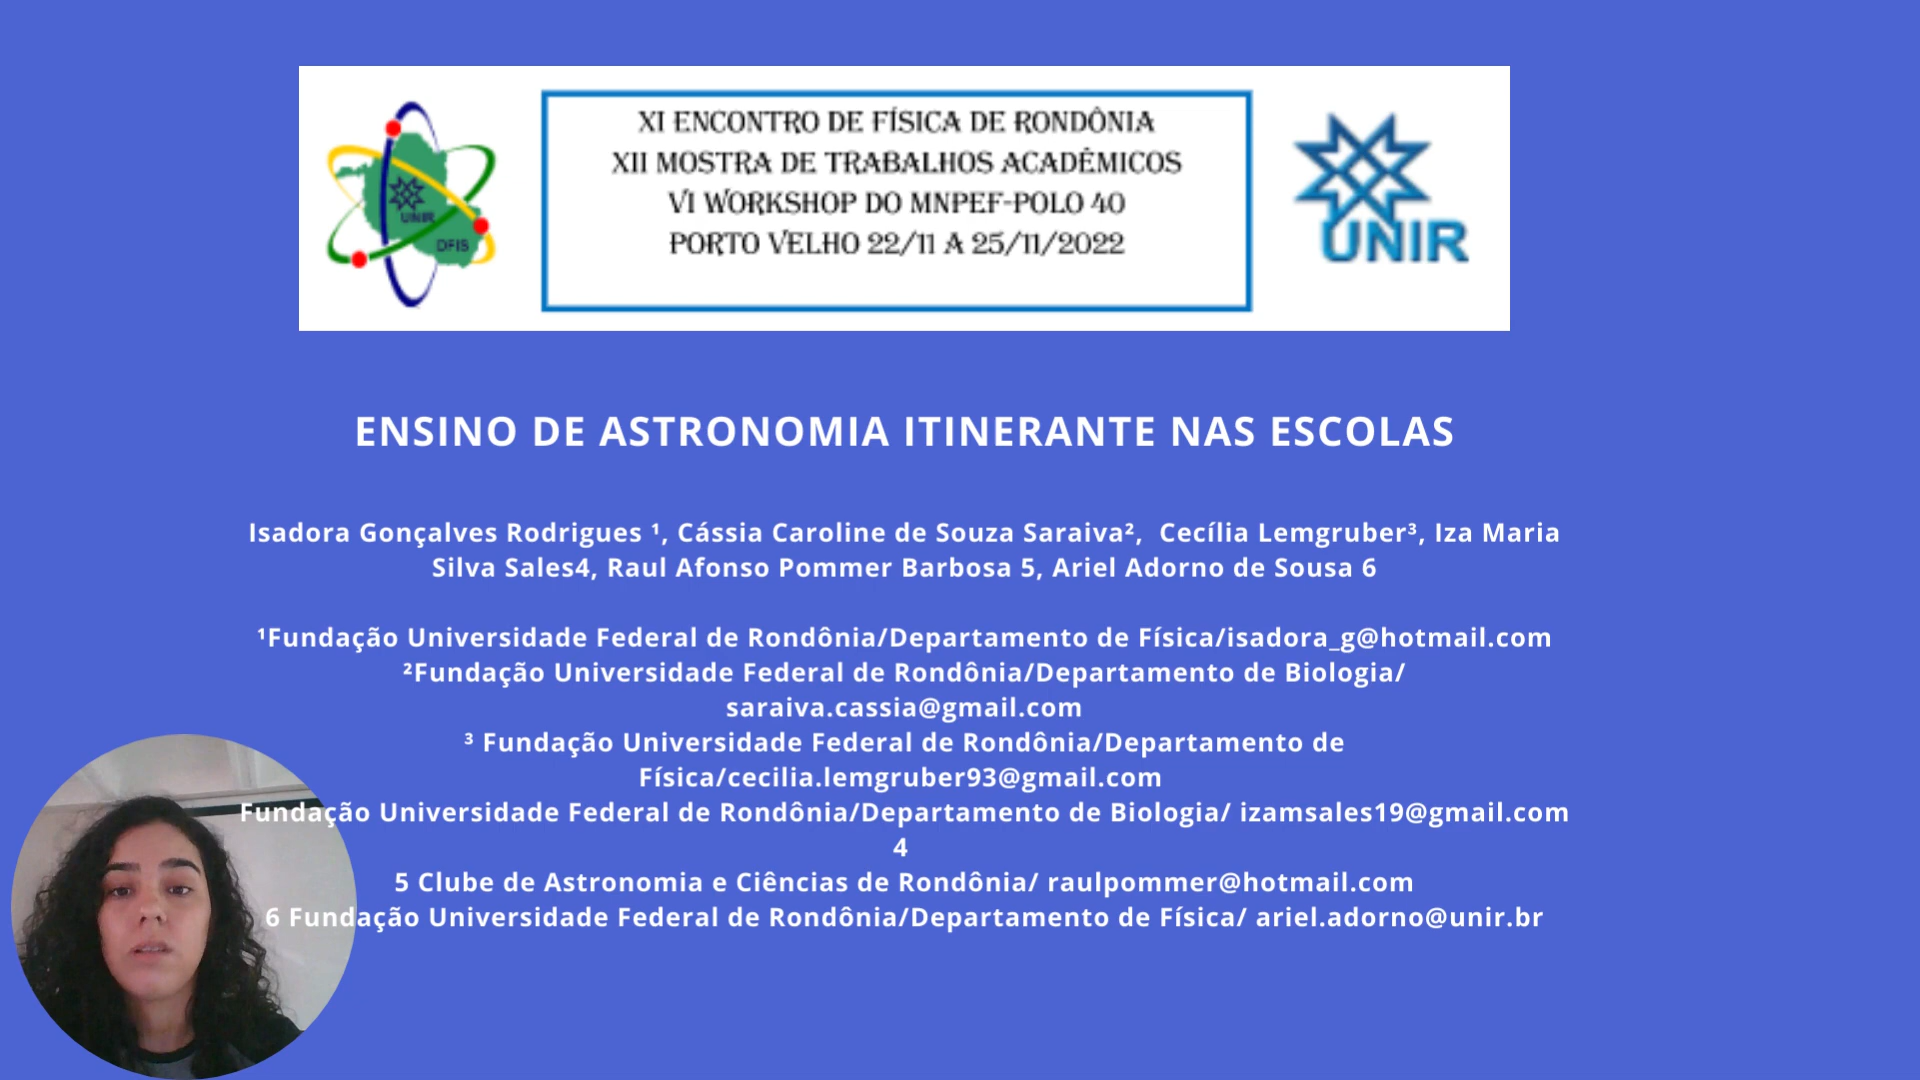 XI ENCONTRO DE FÍSICA DE RONDÔNIA
XII MOSTRA DE TRABALHOS ACADÊMICOS
VI WORKSHOP DO MNPEF-POLO 40
PORTO VELHO 22/11 A 25/11/2022
UNIR
DFIS
UNIR
ENSINO DE ASTRONOMIA ITINERANTE NAS ESCOLAS
Isadora Gonçalves Rodrigues ¹, Cássia Caroline de Souza Saraiva², Cecília Lemgruber³, Iza Maria
Silva Sales4, Raul Afonso Pommer Barbosa 5, Ariel Adorno de Sousa 6
¹Fundação Universidade Federal de Rondônia/Departamento de Física/isadora_g@hotmail.com
²Fundação Universidade Federal de Rondônia/Departamento de Biologia/
saraiva.cassia@gmail.com
³ Fundação Universidade Federal de Rondônia/Departamento de
Física/cecilia.lemgruber93@gmail.com
Fundação Universidade Federal de Rondônia/Departamento de Biologia/ izamsales19@gmail.com
4
5 Clube de Astronomia e Ciências de Rondônia/ raulpommer@hotmail.com
6 Fundação Universidade Federal de Rondônia/Departamento de Física/ ariel.adorno@unir.br